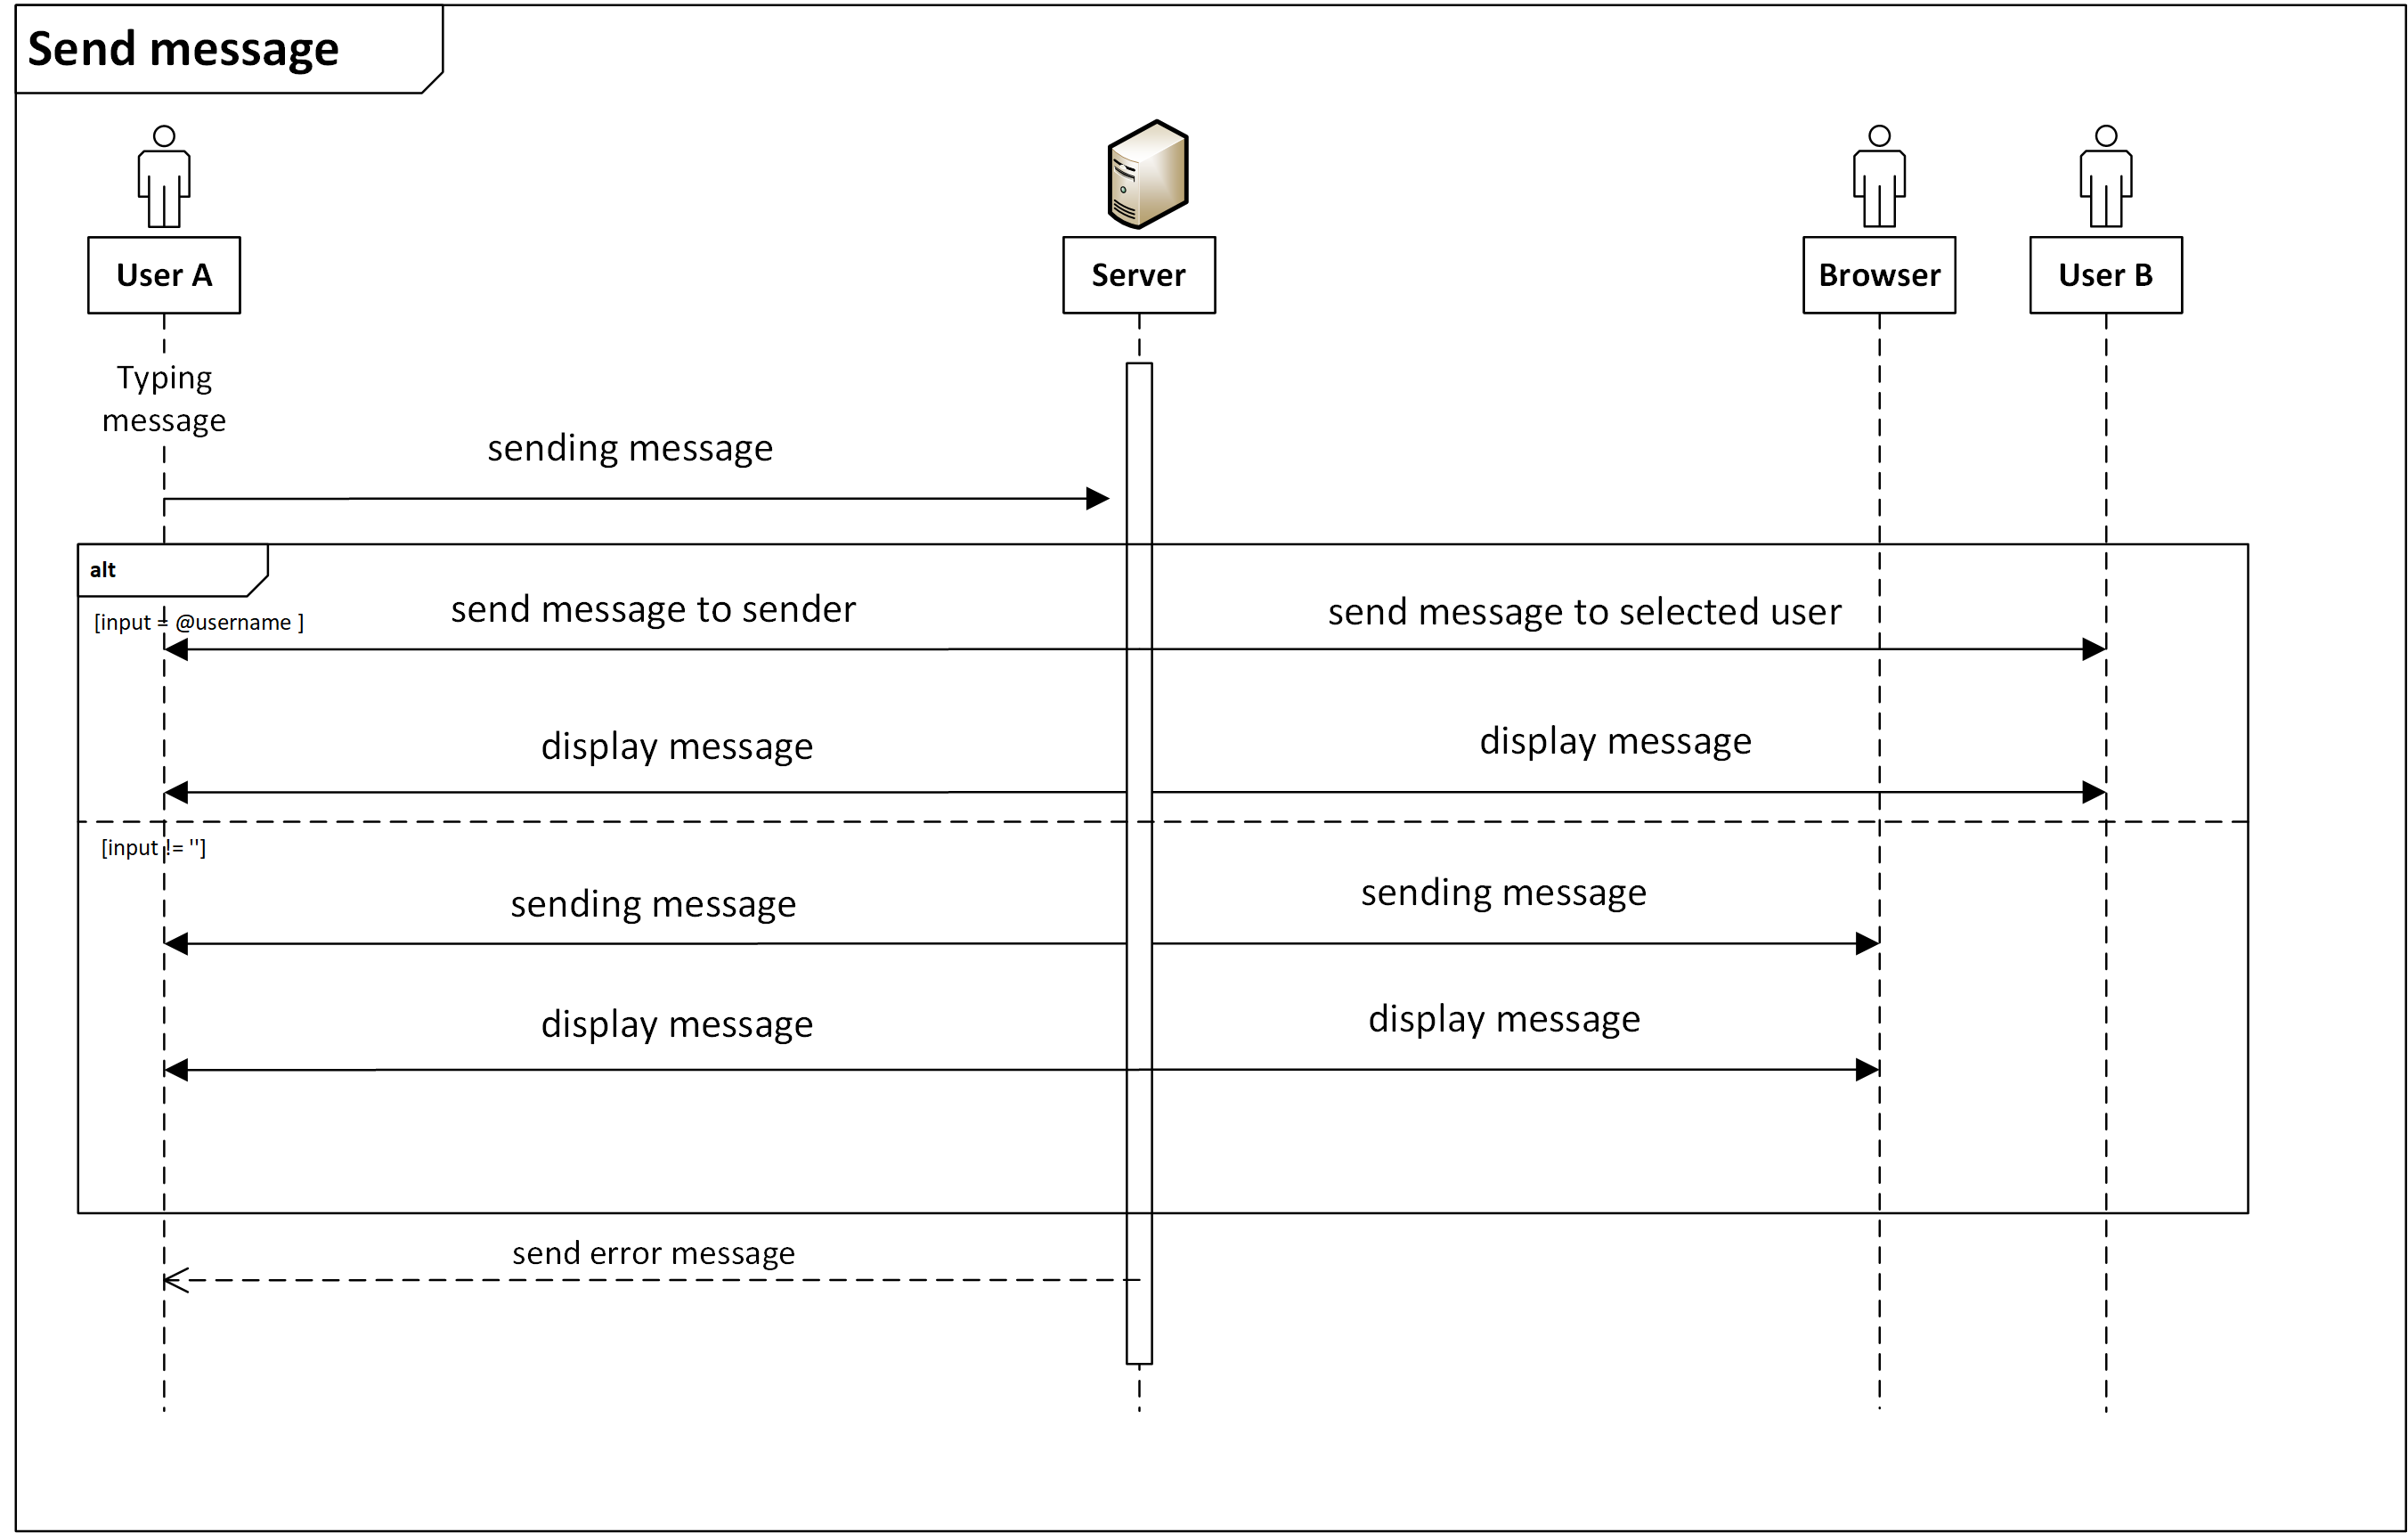 Send message
User A
Server
Browser
User B
Typing
message
sending message
alt
[input = @username ]
send message to sender
send message to selected user
display message
display message
[input != '']
sending message
sending message
display message
display message
send error message